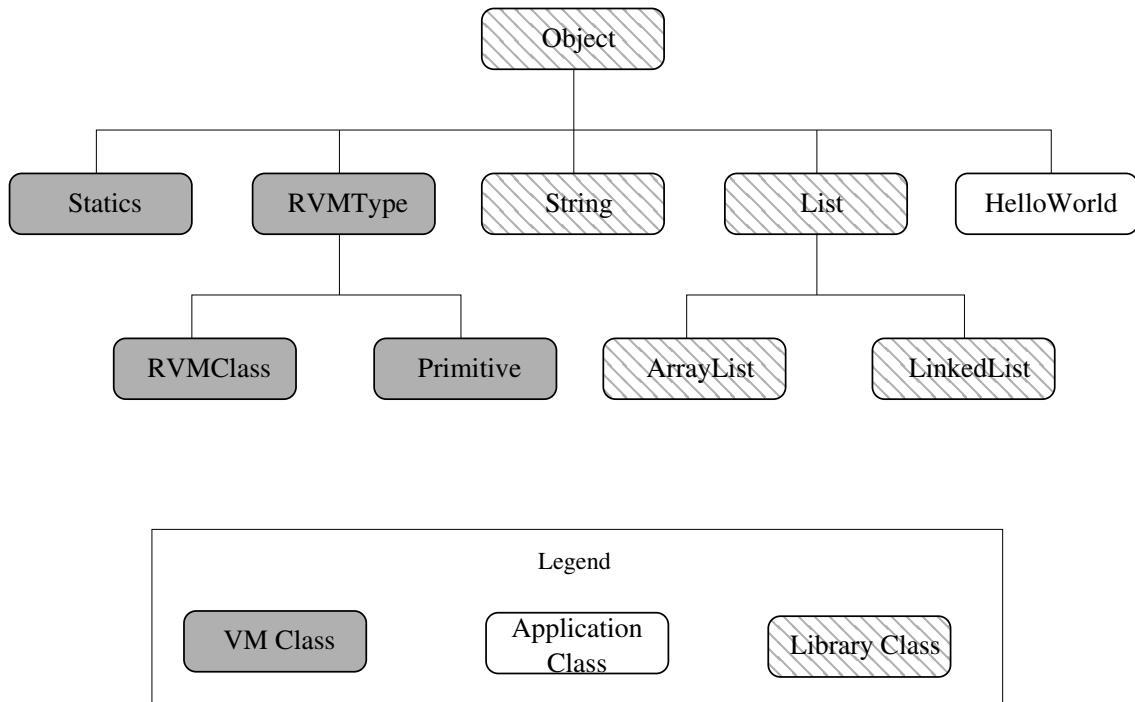 Object
Statics
RVMType
String
List
HelloWorld
RVMClass
Primitive
ArrayList
LinkedList
Legend
VM Class
Application
Class
Library Class